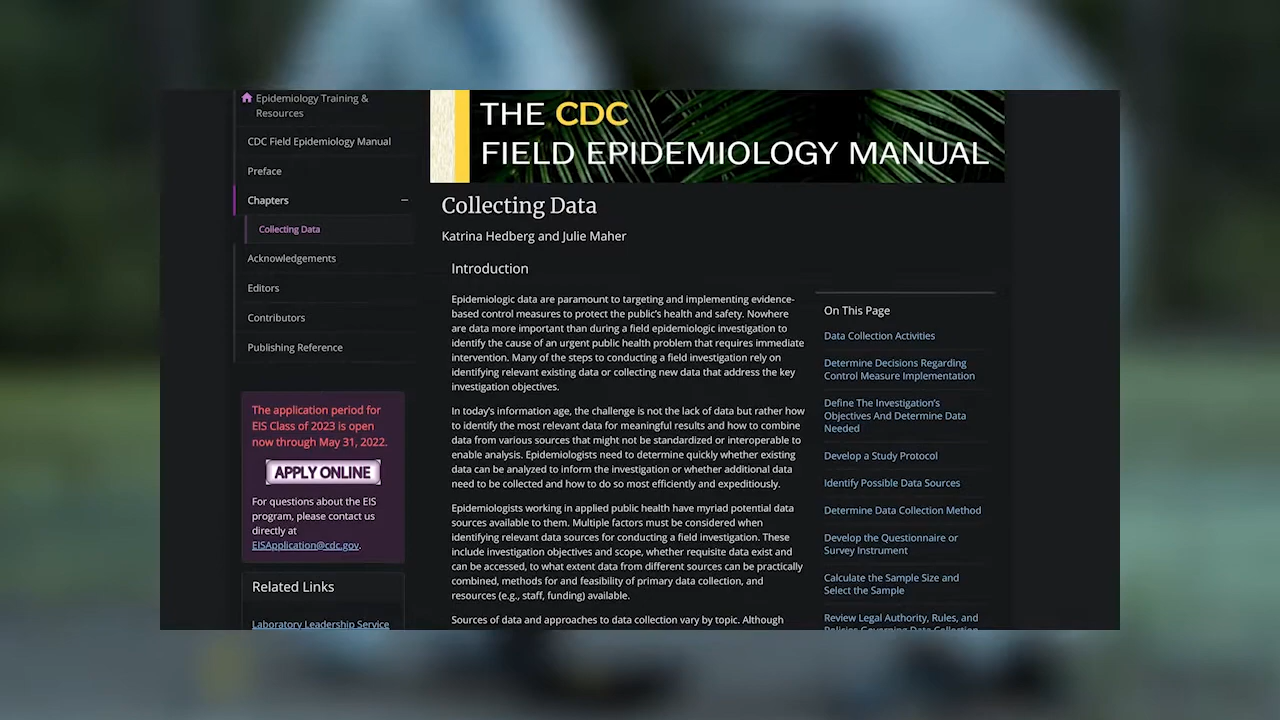 Epidemiology Training &
Resources
CDC Field Epidemiology Manual
Preface
Chapters
Collecting Data
Acknowledgements
Editors
Contributors
Publishing Reference
The application period for
EIS Class of 2023 is open
now through May 31, 2022.
APPLY ONLINE
For questions about the EIS
program, please contact us
directly at
EISApplication@cdc.gov.
Related Links
Laboratory Leadership Service
THE CDC
FIELD EPIDEMIOLOGY MANUAL
Collecting Data
Katrina Hedberg and Julie Maher
Introduction
Epidemiologic data are paramount to targeting and implementing evidence-
based control measures to protect the public's health and safety. Nowhere
are data more important than during a field epidemiologic investigation to
identify the cause of an urgent public health problem that requires immediate
intervention. Many of the steps to conducting a field investigation rely on
identifying relevant existing data or collecting new data that address the key
investigation objectives.
In today's information age, the challenge is not the lack of data but rather how
to identify the most relevant data for meaningful results and how to combine
data from various sources that might not be standardized or interoperable to
enable analysis. Epidemiologists need to determine quickly whether existing
data can be analyzed to inform the investigation or whether additional data
need to be collected and how to do so most efficiently and expeditiously.
Epidemiologists working in applied public health have myriad potential data
sources available to them. Multiple factors must be considered when
identifying relevant data sources for conducting a field investigation. These
include investigation objectives and scope, whether requisite data exist and
can be accessed, to what extent data from different sources can be practically
combined, methods for and feasibility of primary data collection, and
resources (e.g., staff, funding) available.
Sources of data and approaches to data collection vary by topic. Although
On This Page
Data Collection Activities
Determine Decisions Regarding
Control Measure Implementation
Define The Investigation's
Objectives And Determine Data
Needed
Develop a Study Protocol
Identify Possible Data Sources
Determine Data Collection Method
Develop the Questionnaire or
Survey Instrument
Calculate the Sample Size and
Select the Sample
Review Legal Authority, Rules, and
Policies Governing Data Collection